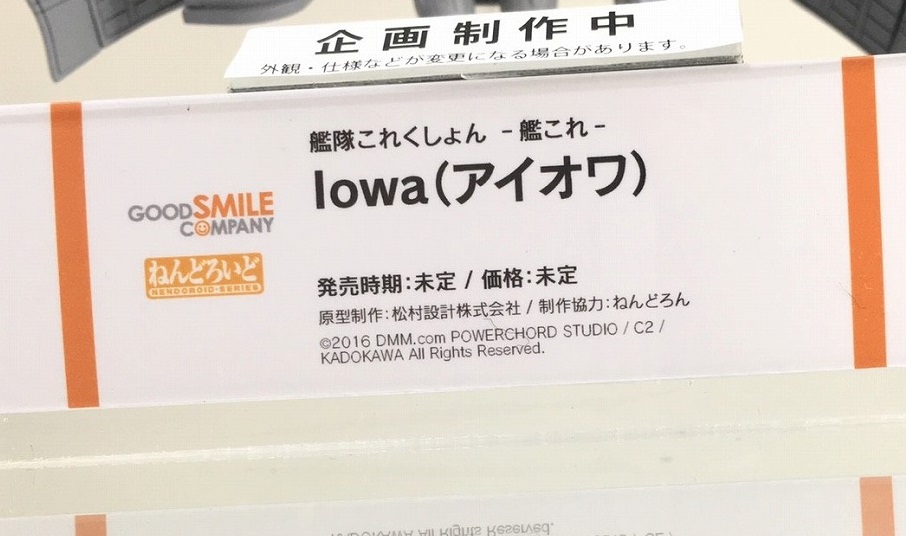 企画制作中
外観・仕様などが変更になる場合があります。
艦隊これくしょん -艦これ-
Iowa(アイオワ)
GOOD SMILE
COMPANY
ねんどろいど
NENDOROID-SERIES
発売時期:未定 / 価格:未定
原型制作:松村設計株式会社 / 制作協力:ねんどろん
©2016 DMM.com POWERCHORD STUDIO / C2 /
KADOKAWA All Rights Reserved.
KADOKAWA All Rights Reserved.